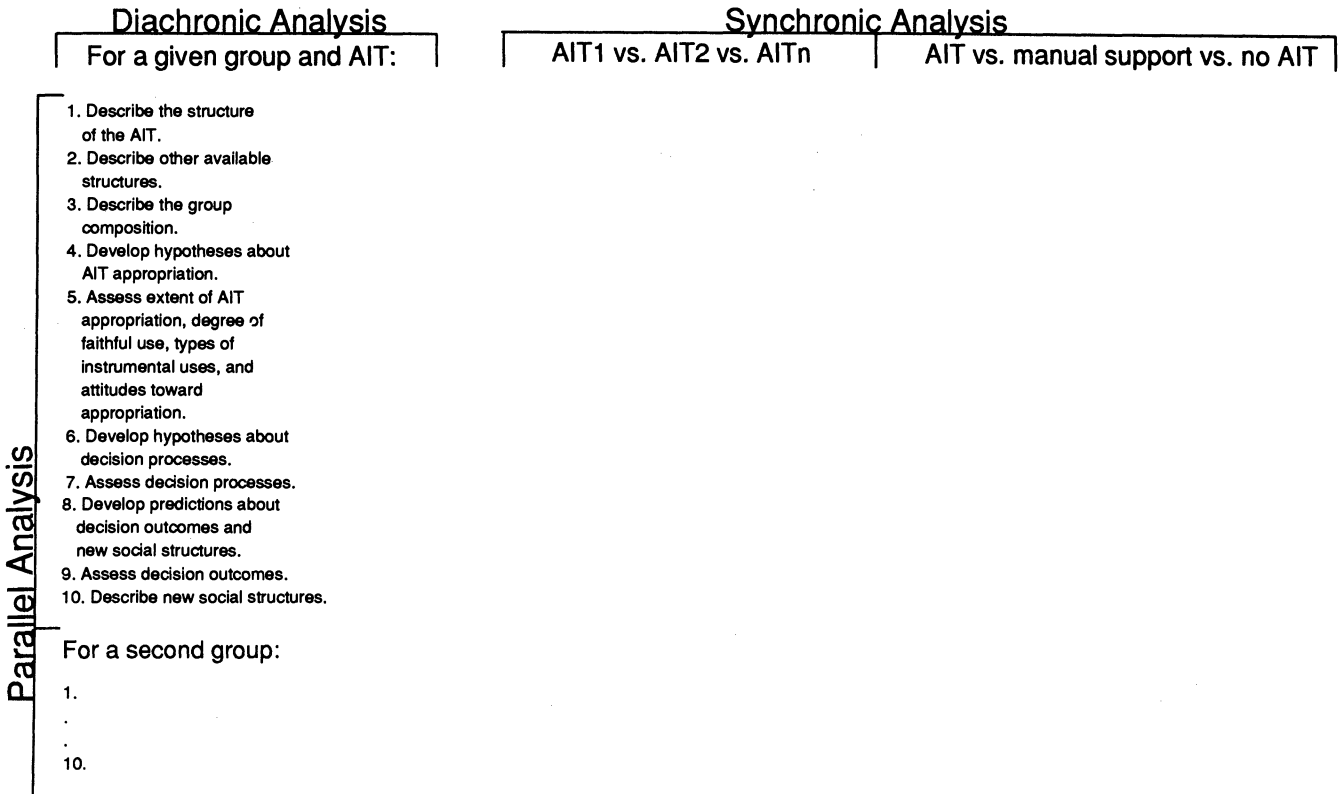 Diachronic Analysis
Synchronic Analysis
For a given group and AIT:
AIT1 vs. AIT2 vs. AITn
AIT vs. manual support vs. no AIT
Parallel Analysis
1. Describe the structure
of the AIT.
2. Describe other available
structures.
3. Describe the group
composition.
4. Develop hypotheses about
AIT appropriation.
5. Assess extent of AIT
appropriation, degree of
faithful use, types of
instrumental uses, and
attitudes toward
appropriation.
6. Develop hypotheses about
decision processes.
7. Assess decision processes.
8. Develop predictions about
decision outcomes and
new social structures.
9. Assess decision outcomes.
10. Describe new social structures.
For a second group:
1.
.
.
10.